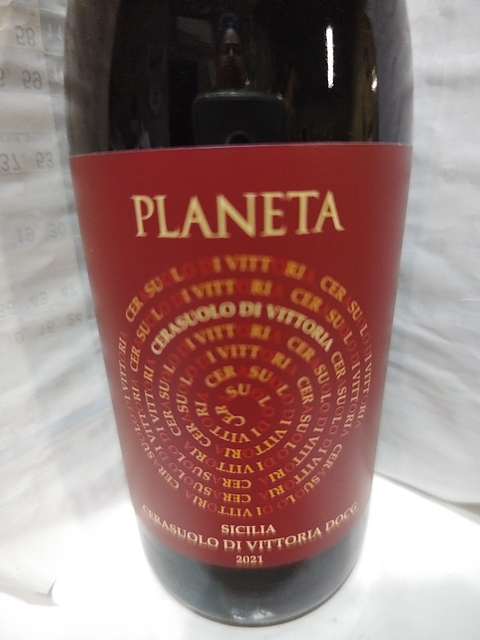 PLANETA
CERASUOLO DI VITTORIA
SICILIA
CERASUOLO DI VITTORIA DOCG
2021